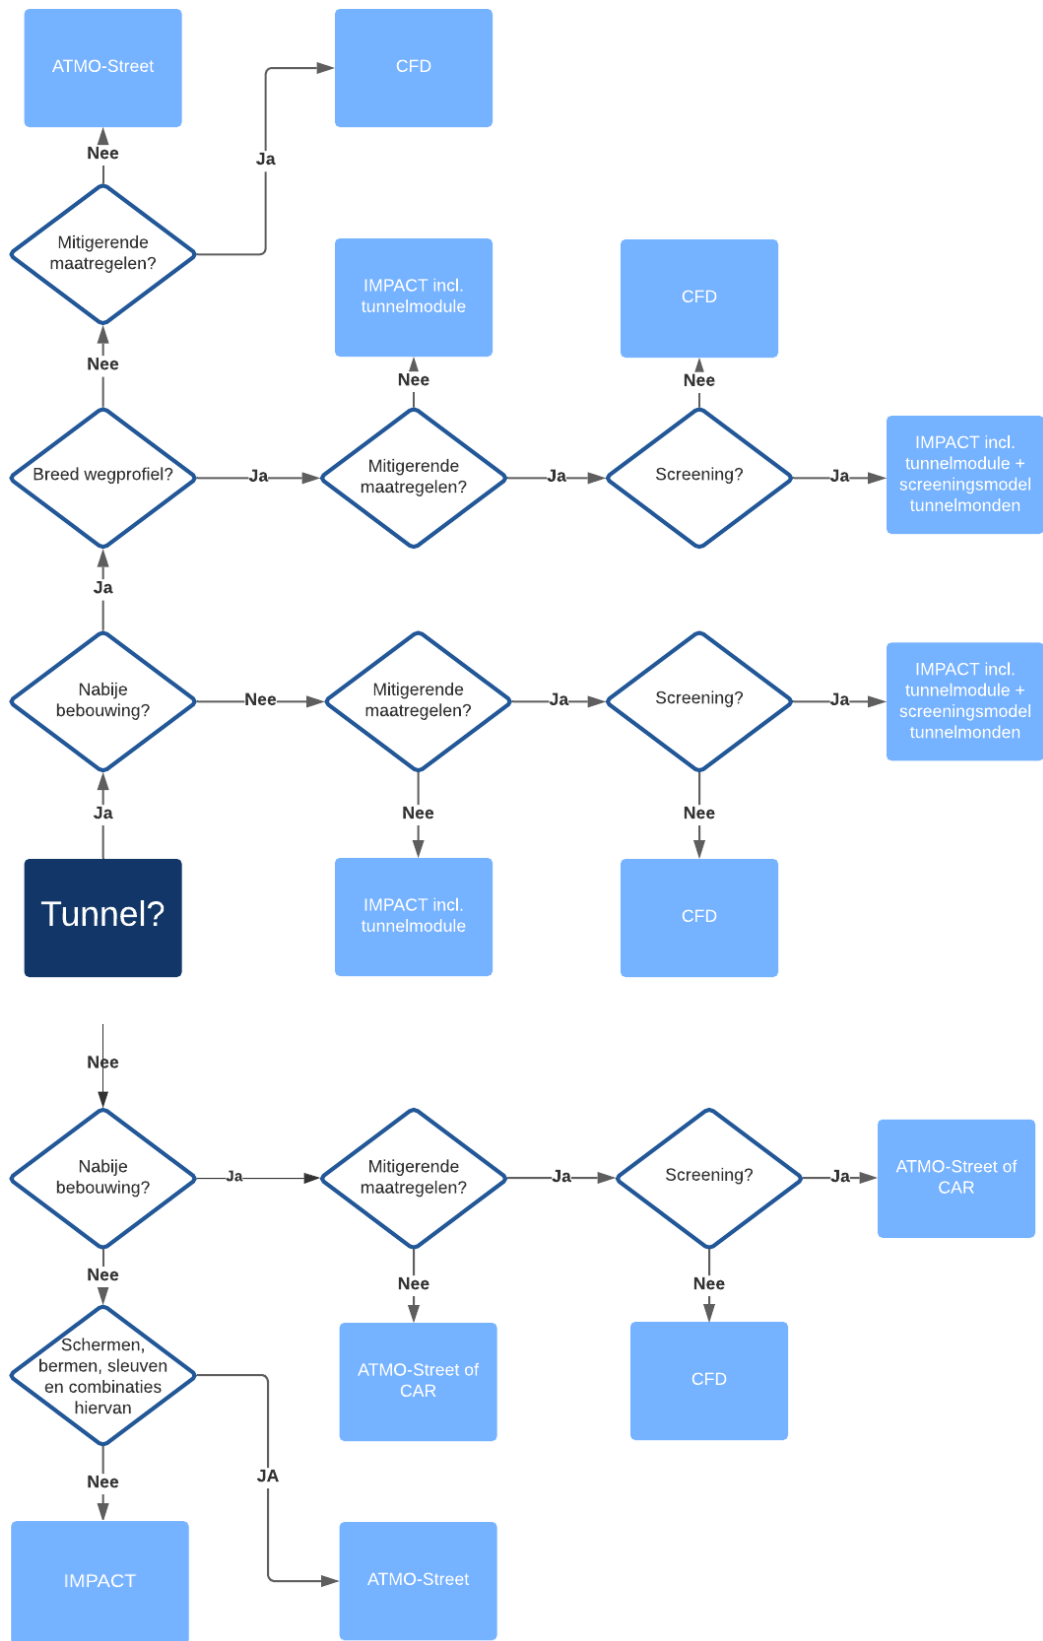 ATMO-Street
CFD
Nee
Ja
Mitigerende
maatregelen?
IMPACT incl.
tunnelmodule
CFD
Nee
Nee
Nee
Breed wegprofiel?
Ja
Mitigerende
maatregelen?
Ja
Screening?
Ja
IMPACT incl.
tunnelmodule +
screeningsmodel
tunnelmonden
Ja
Nabije
bebouwing?
Nee
Mitigerende
maatregelen?
Ja
Screening?
Ja
IMPACT incl.
tunnelmodule +
screeningsmodel
tunnelmonden
Ja
Nee
Nee
Tunnel?
IMPACT incl.
tunnelmodule
CFD
Nee
Nabije
bebouwing?
Ja
Mitigerende
maatregelen?
Ja
Screening?
Ja
ATMO-Street of
CAR
Nee
Nee
Nee
Schermen,
bermen, sleuven
en combinaties
hiervan
ATMO-Street of
CAR
CFD
Nee
JA
IMPACT
ATMO-Street